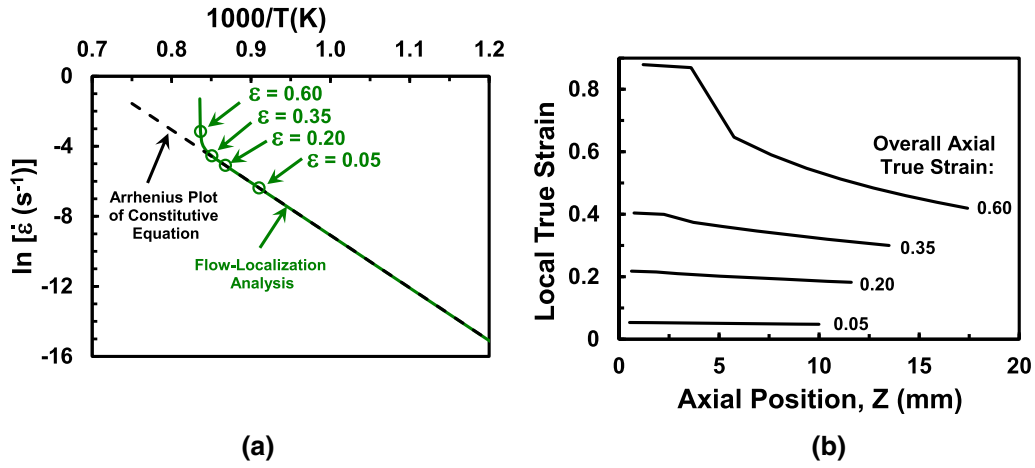 1000/T(K)
0.7 0.8 0.9 1.0 1.1 1.2
0
-4
-8
-12
-16
ln [ε̇ (s⁻¹)]
ε = 0.60
ε = 0.35
ε = 0.20
ε = 0.05
Arrhenius Plot
of Constitutive
Equation
Flow-Localization
Analysis
(a)
1
0.8
0.6
0.4
0.2
0
Local True Strain
Overall Axial
True Strain:
0.60
0.35
0.20
0.05
0 5 10 15 20
Axial Position, Z (mm)
(b)